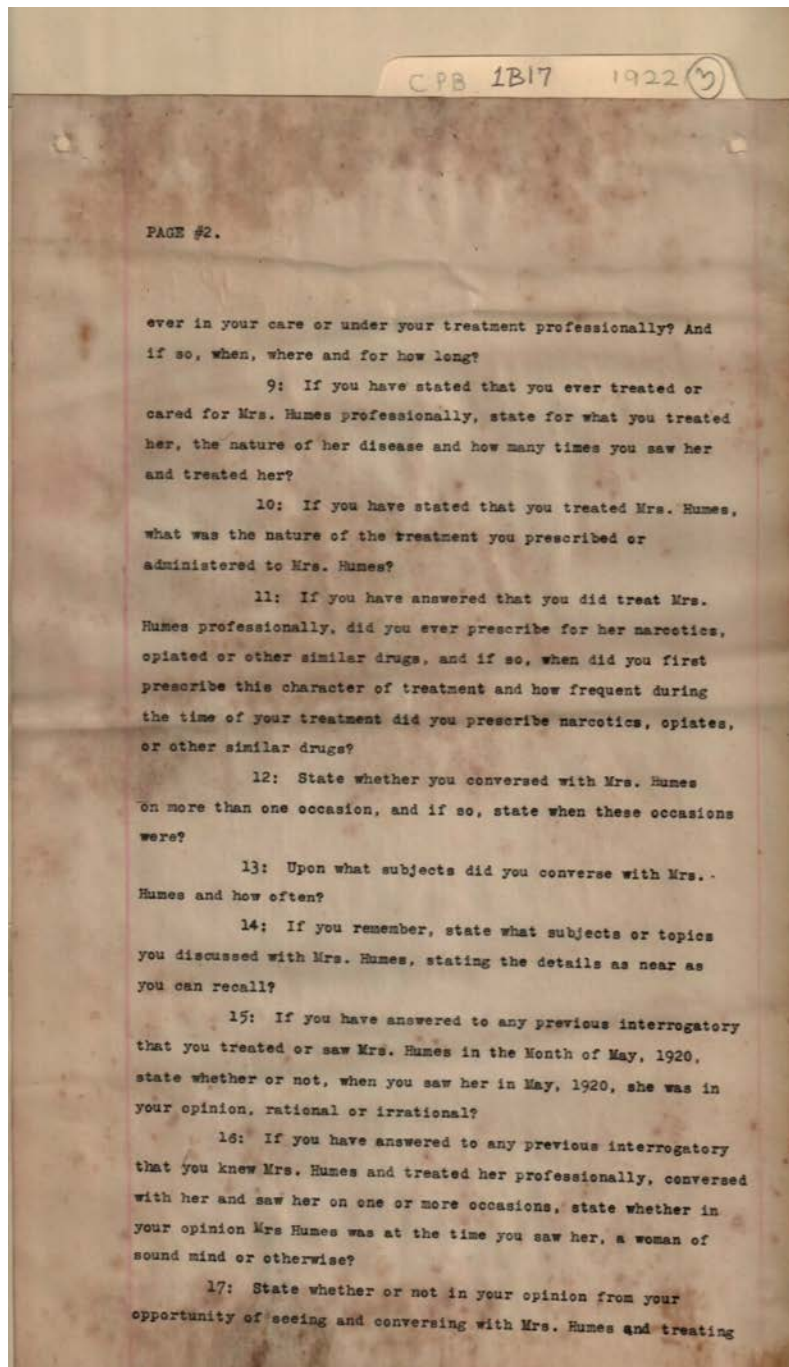 CPB 1B17 1922 3
PAGE #2.
ever in your care or under your treatment professionally? And
if so, when, where and for how long?
9: If you have stated that you ever treated or
cared for Mrs. Humes professionally, state for what you treated
her, the nature of her disease and how many times you saw her
and treated her?
10: If you have stated that you treated Mrs. Humes,
what was the nature of the treatment you prescribed or
administered to Mrs. Humes?
11: If you have answered that you did treat Mrs.
Humes professionally, did you ever prescribe for her narcotics,
opiated or other similar drugs, and if so, when did you first
prescribe this character of treatment and how frequent during
the time of your treatment did you prescribe narcotics, opiates,
or other similar drugs?
12: State whether you conversed with Mrs. Humes
on more than one occasion, and if so, state when these occasions
were?
13: Upon what subjects did you converse with Mrs.
Humes and how often?
14: If you remember, state what subjects or topics
you discussed with Mrs. Humes, stating the details as near as
you can recall?
15: If you have answered to any previous interrogatory
that you treated or saw Mrs. Humes in the Month of May, 1920,
state whether or not, when you saw her in May, 1920, she was in
your opinion, rational or irrational?
16: If you have answered to any previous interrogatory
that you knew Mrs. Humes and treated her professionally, conversed
with her and saw her on one or more occasions, state whether in
your opinion Mrs Humes was at the time you saw her, a woman of
sound mind or otherwise?
17: State whether or not in your opinion from your
opportunity of seeing and conversing with Mrs. Humes and treating